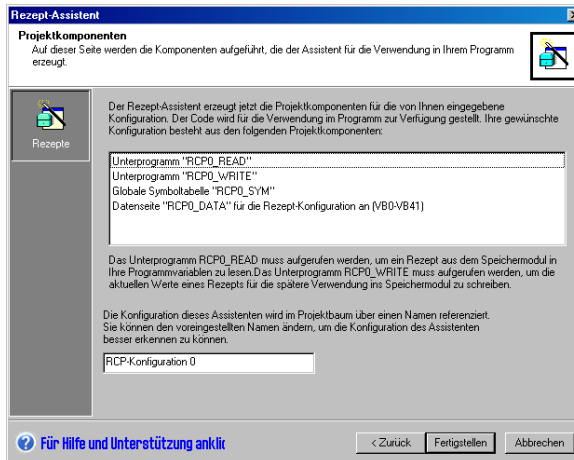 Rezept-Assistent
Projektkomponenten
Auf dieser Seite werden die Komponenten aufgeführt, die der Assistent für die Verwendung in Ihrem Programm
erzeugt.
Rezepte
Der Rezept-Assistent erzeugt jetzt die Projektkomponenten für die von Ihnen eingegebene
Konfiguration. Der Code wird für die Verwendung im Programm zur Verfügung gestellt. Ihre gewünschte
Konfiguration besteht aus den folgenden Projektkomponenten:
Unterprogramm "RCP0_READ"
Unterprogramm "RCP0_WRITE"
Globale Symboltabelle "RCP0_SYM"
Datenseite "RCP0_DATA" für die Rezept-Konfiguration an (VB0-VB41)
Das Unterprogramm RCP0_READ muss aufgerufen werden, um ein Rezept aus dem Speichermodul in
Ihre Programmvariablen zu lesen.Das Unterprogramm RCP0_WRITE muss aufgerufen werden, um die
aktuellen Werte eines Rezepts für die spätere Verwendung ins Speichermodul zu schreiben.
Die Konfiguration dieses Assistenten wird im Projektbaum über einen Namen referenziert.
Sie können den voreingestellten Namen ändern, um die Konfiguration des Assistenten
besser erkennen zu können.
RCP-Konfiguration 0
Für Hilfe und Unterstützung anklic
< Zurück Fertigstellen Abbrechen